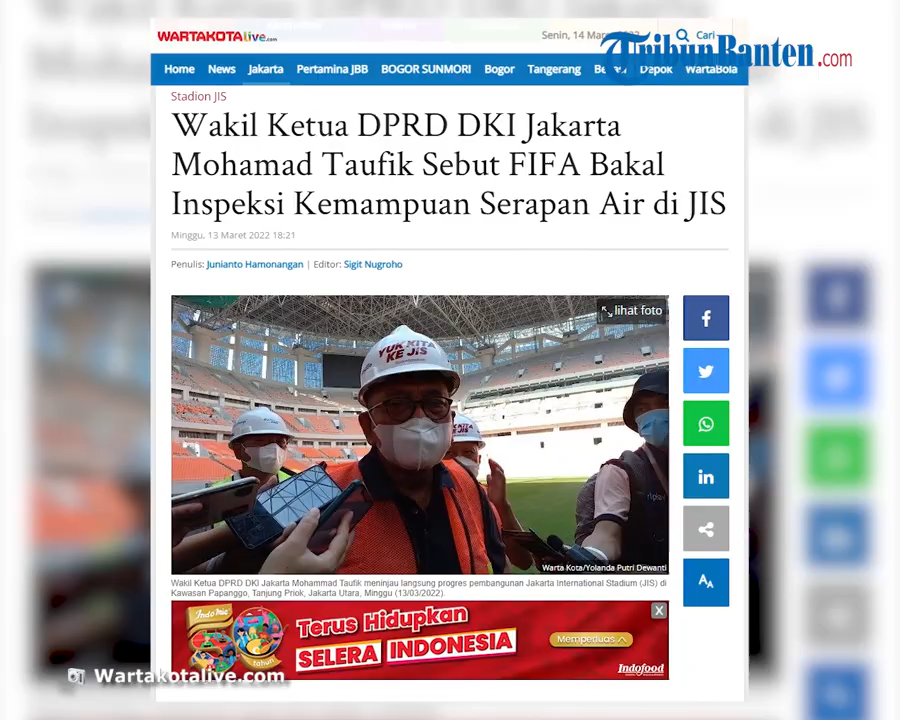 WARTAKOTAlive.com
Senin, 14 Maret 2022
Cari
TribunBanten.com
Home News Jakarta Pertamina JBB BOGOR SUNMORI Bogor Tangerang Depok WartaBola
Stadion JIS
Wakil Ketua DPRD DKI Jakarta
Mohamad Taufik Sebut FIFA Bakal
Inspeksi Kemampuan Serapan Air di JIS
Minggu, 13 Maret 2022 18:21
Penulis: Junianto Hamonangan | Editor: Sigit Nugroho
lihat foto
YUK KITA
KE JIS
Warta Kota/Yolanda Putri Dewanti
Wakil Ketua DPRD DKI Jakarta Mohammad Taufik meninjau langsung progres pembangunan Jakarta International Stadium (JIS) di
Kawasan Papanggo, Tanjung Priok, Jakarta Utara, Minggu (13/03/2022).
Indomie
tahun
Terus Hidupkan
SELERA INDONESIA
Memperluas
Indofood
X
AA
Wartakotalive.com